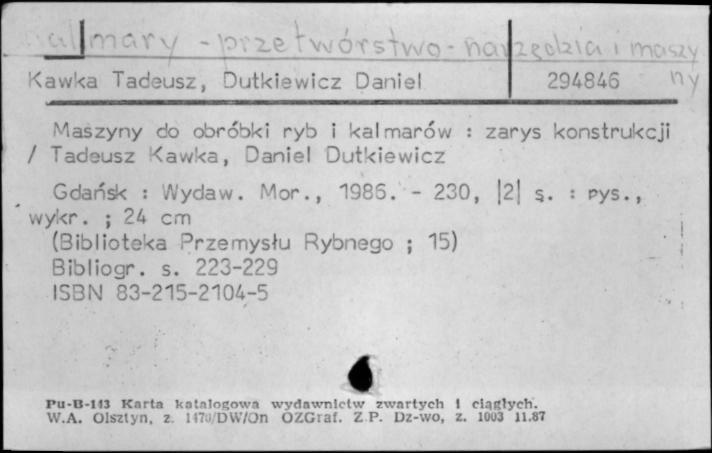 kalmary - przetwórstwo - narzędzia i maszyny
Kawka Tadeusz, Dutkiewicz Daniel 294846
Maszyny do obróbki ryb i kalmarów : zarys konstrukcji
/ Tadeusz Kawka, Daniel Dutkiewicz
Gdańsk : Wydaw. Mor., 1986. - 230, |2| s. : rys.,
wykr. ; 24 cm
(Biblioteka Przemysłu Rybnego ; 15)
Bibliogr. s. 223-229
ISBN 83-215-2104-5
Pu-B-113 Karta katalogowa wydawnictw zwartych i ciągłych.
W.A. Olsztyn, z. 1470/DW/On OZGraf. Z.P. Dz-wo, z. 1003 11.87